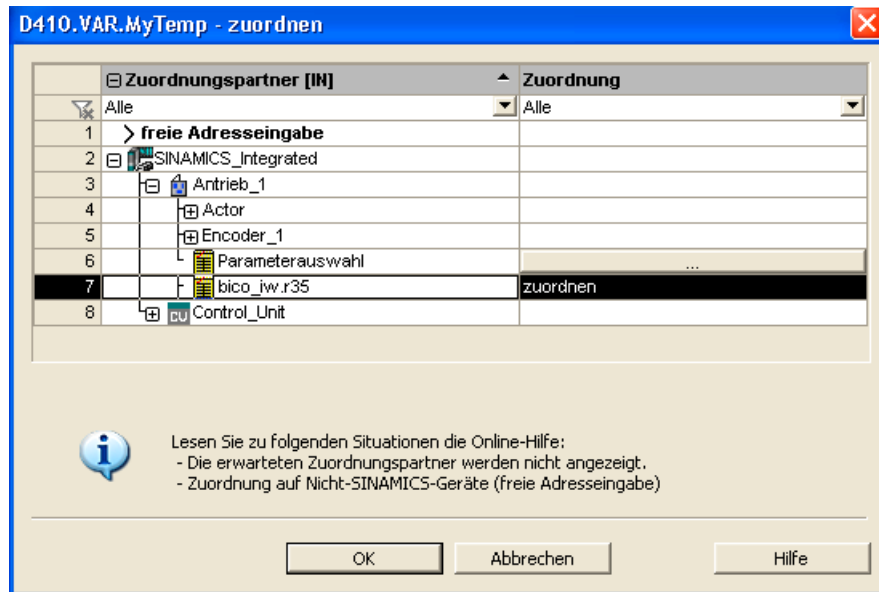 D410.VAR.MyTemp - zuordnen
Zuordnungspartner [IN] Zuordnung
Alle Alle
1 freie Adresseingabe
2 SINAMICS_Integrated
3 Antrieb_1
4 Actor
5 Encoder_1
6 Parameterauswahl ...
7 bico_iw.r35 zuordnen
8 CU Control_Unit
Lesen Sie zu folgenden Situationen die Online-Hilfe:
- Die erwarteten Zuordnungspartner werden nicht angezeigt.
- Zuordnung auf Nicht-SINAMICS-Geräte (freie Adresseingabe)
OK Abbrechen Hilfe